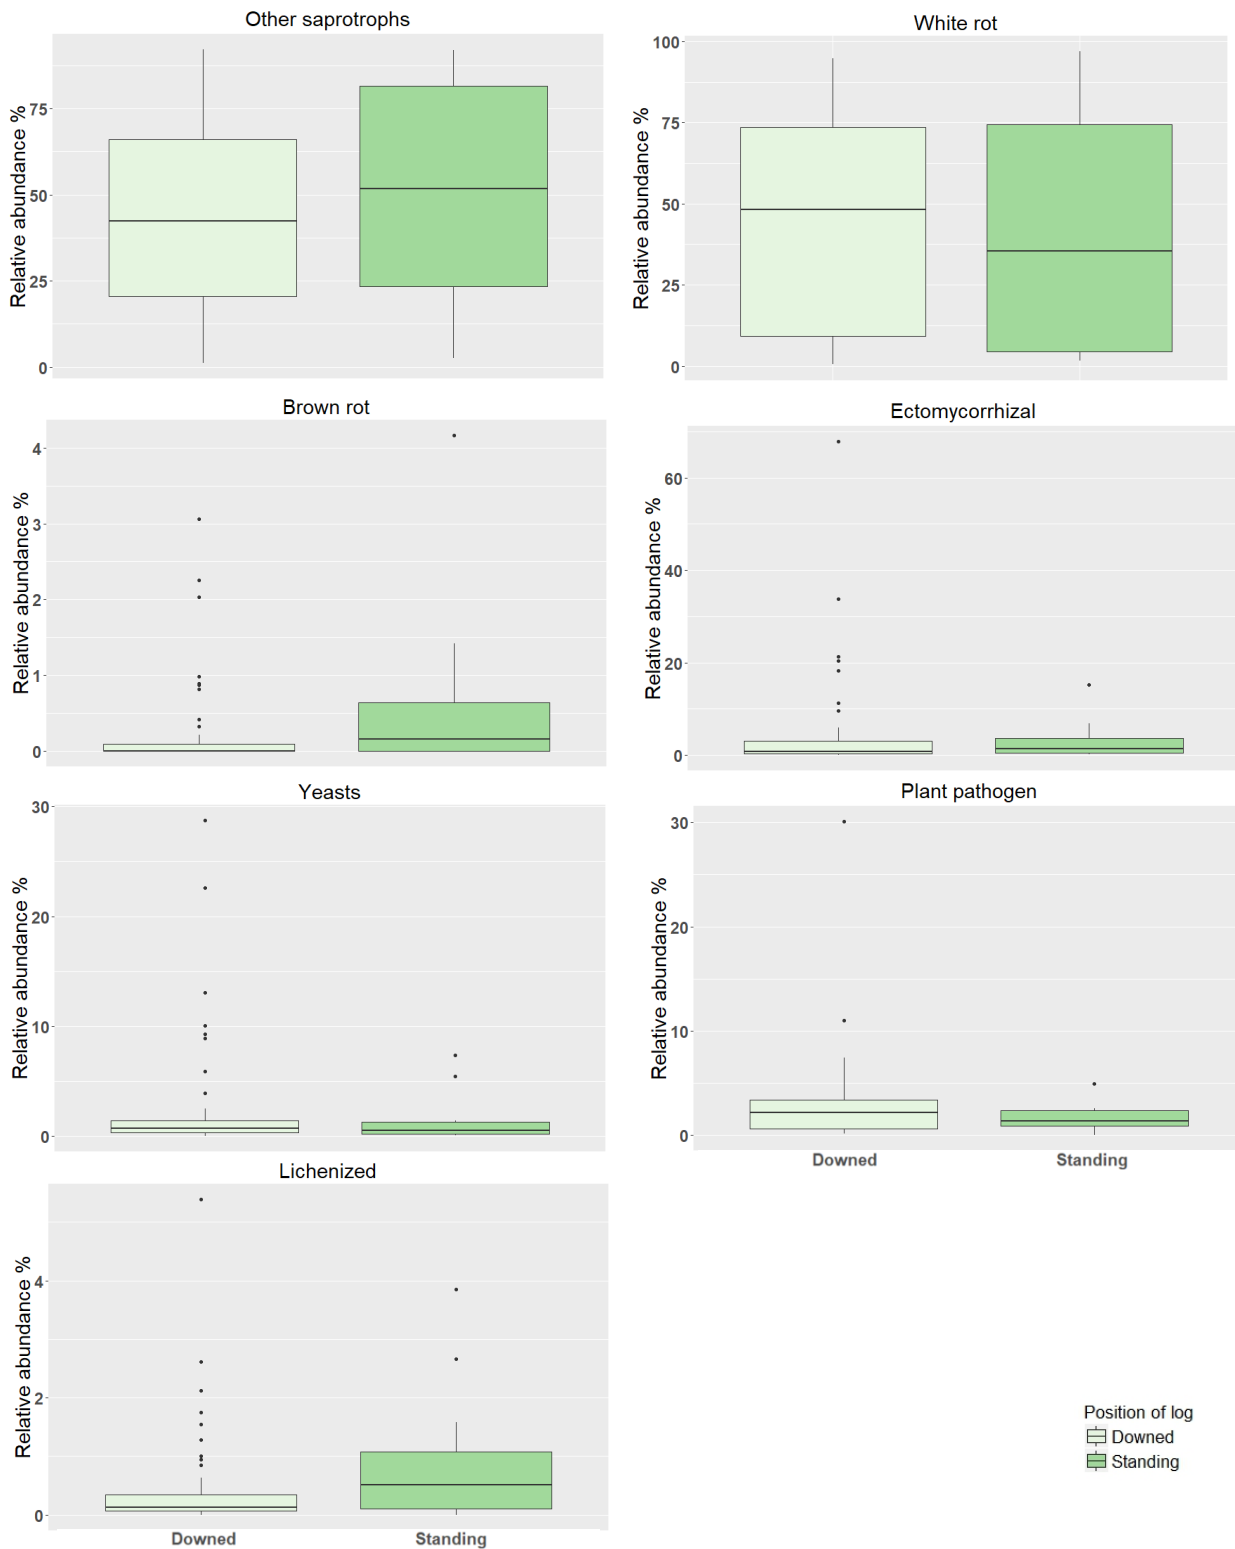 Other saprotrophs
Relative abundance %
75
50
25
0
White rot
Relative abundance %
100
75
50
25
0
Brown rot
Relative abundance %
4
3
2
1
0
Ectomycorrhizal
Relative abundance %
60
40
20
0
Yeasts
Relative abundance %
30
20
10
0
Plant pathogen
Relative abundance %
30
20
10
0
Downed Standing
Lichenized
Relative abundance %
4
2
0
Downed Standing
Position of log
Downed
Standing